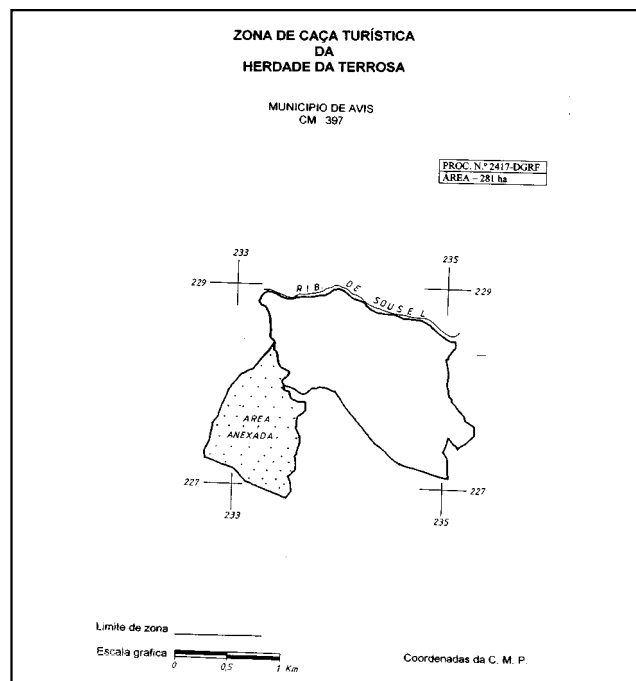 ZONA DE CAÇA TURÍSTICA
DA
HERDADE DA TERROSA
MUNICIPIO DE AVIS
CM 397
PROC. N.º 2417-DGRF
ÁREA – 281 ha
233
235
229
RIB. DE SOUSEL
229
AREA
ANEXADA
227
227
233
235
Limite de zona
Escala grafica
0 0,5 1 Km
Coordenadas da C. M. P.